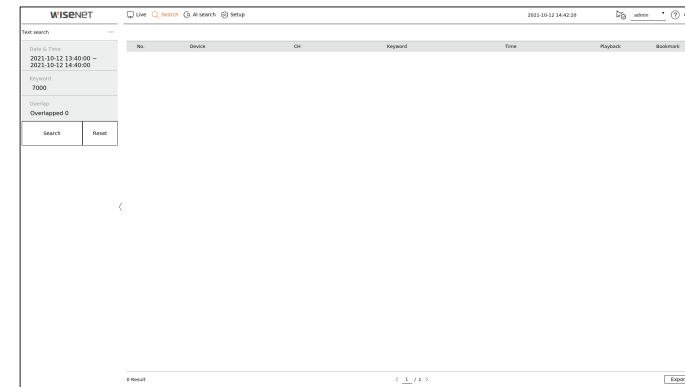 WISENET
Live Search AI search Setup 2021-10-12 14:42:20 admin ?
Text search
No. Device CH Keyword Time Playback Bookmark
Date & Time
2021-10-12 13:40:00 ~
2021-10-12 14:40:00
Keyword
7000
Overlap
Overlapped 0
Search Reset
0 Result < 1 / 1 > Expor